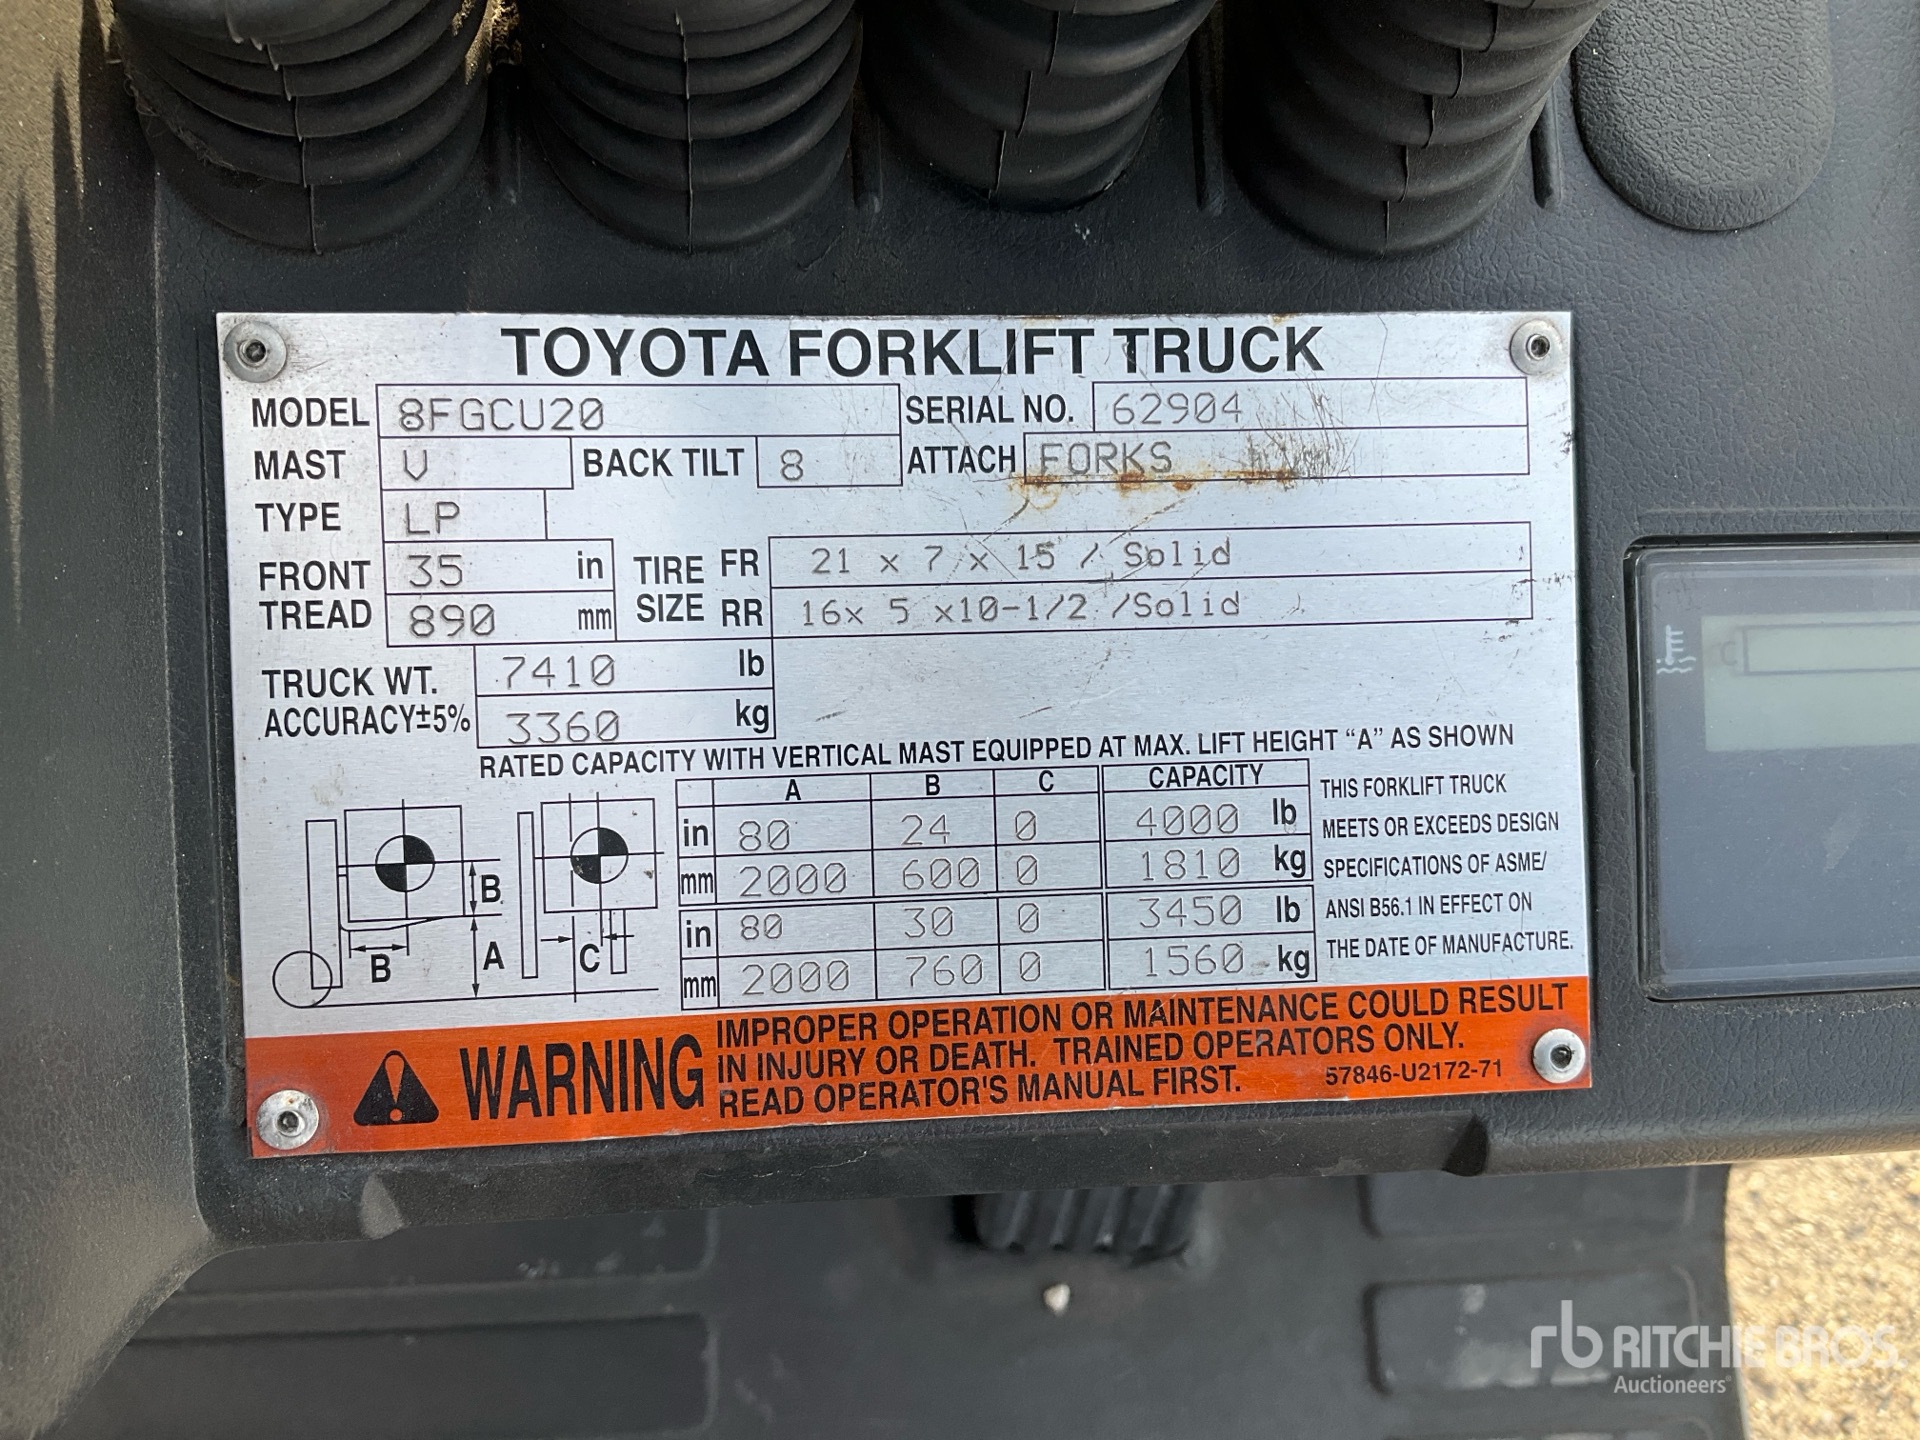 TOYOTA FORKLIFT TRUCK
MODEL 8FGCU20 SERIAL NO. 62904
MAST V BACK TILT 8 ATTACH FORKS
TYPE LP
FRONT TREAD 35 in TIRE SIZE FR 21 x 7 x 15 / Solid
890 mm RR 16x 5 x10-1/2 /Solid
TRUCK WT. 7410 lb
ACCURACY±5% 3360 kg
RATED CAPACITY WITH VERTICAL MAST EQUIPPED AT MAX. LIFT HEIGHT “A” AS SHOWN
A B C CAPACITY
in 80 24 0 4000 lb
mm 2000 600 0 1810 kg
in 80 30 0 3450 lb
mm 2000 760 0 1560 kg
B
B
A
C
THIS FORKLIFT TRUCK
MEETS OR EXCEEDS DESIGN
SPECIFICATIONS OF ASME/
ANSI B56.1 IN EFFECT ON
THE DATE OF MANUFACTURE.
WARNING
IMPROPER OPERATION OR MAINTENANCE COULD RESULT
IN INJURY OR DEATH. TRAINED OPERATORS ONLY.
READ OPERATOR'S MANUAL FIRST. 57846-U2172-71
C
rb RITCHIE BROS.
Auctioneers